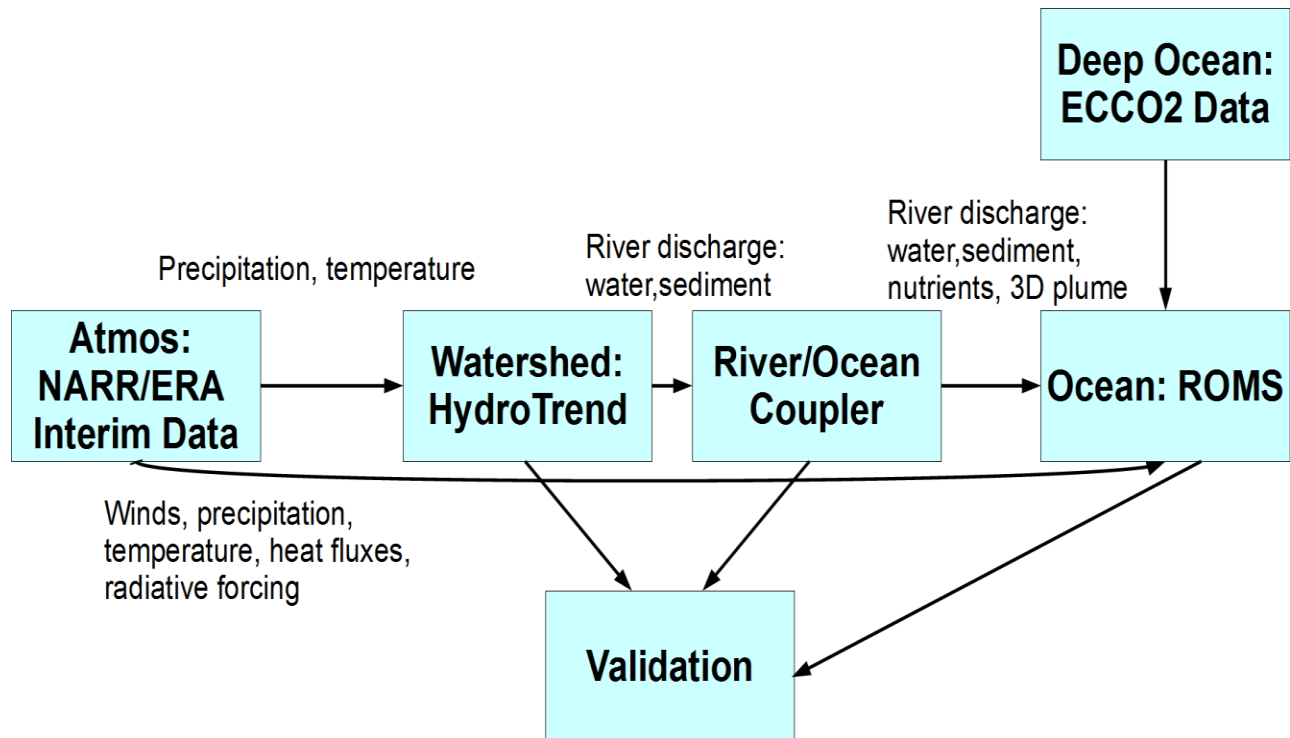 Deep Ocean:
ECCO2 Data
River discharge:
water,sediment,
nutrients, 3D plume
River discharge:
water,sediment
Precipitation, temperature
Atmos:
NARR/ERA
Interim Data
Watershed:
HydroTrend
River/Ocean
Coupler
Ocean: ROMS
Winds, precipitation,
temperature, heat fluxes,
radiative forcing
Validation